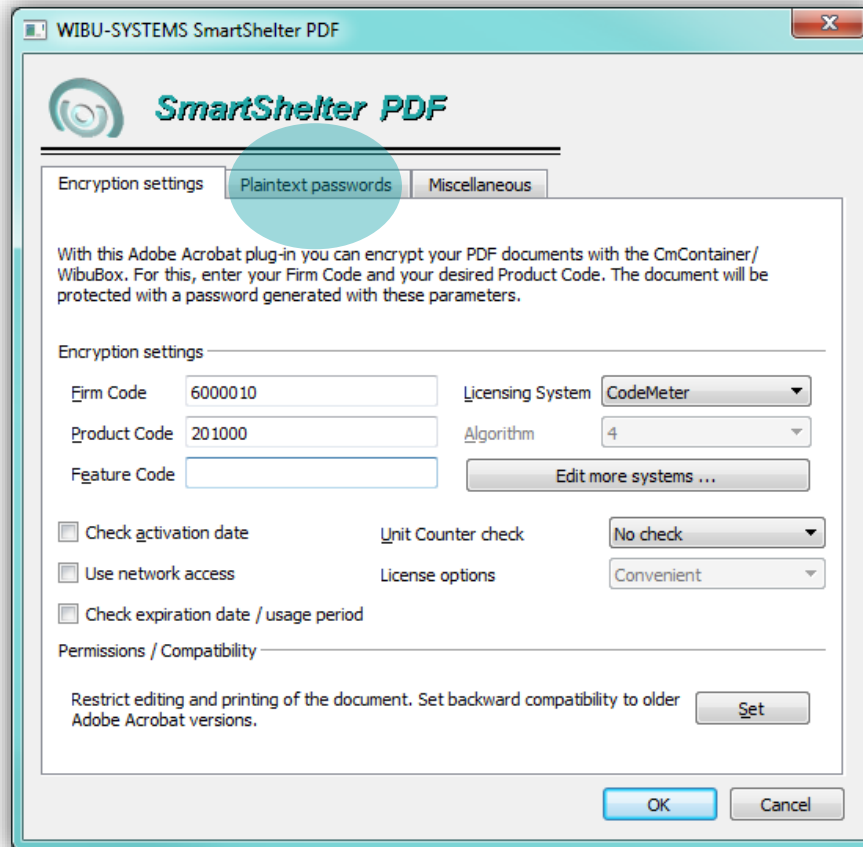 WIBU-SYSTEMS SmartShelter PDF
SmartShelter PDF
Encryption settings Plaintext passwords Miscellaneous
With this Adobe Acrobat plug-in you can encrypt your PDF documents with the CmContainer/
WibuBox. For this, enter your Firm Code and your desired Product Code. The document will be
protected with a password generated with these parameters.
Encryption settings
Firm Code 6000010 Licensing System CodeMeter
Product Code 201000 Algorithm 4
Feature Code Edit more systems ...
Check activation date Unit Counter check No check
Use network access License options Convenient
Check expiration date / usage period
Permissions / Compatibility
Restrict editing and printing of the document. Set backward compatibility to older
Adobe Acrobat versions.
Set
OK Cancel